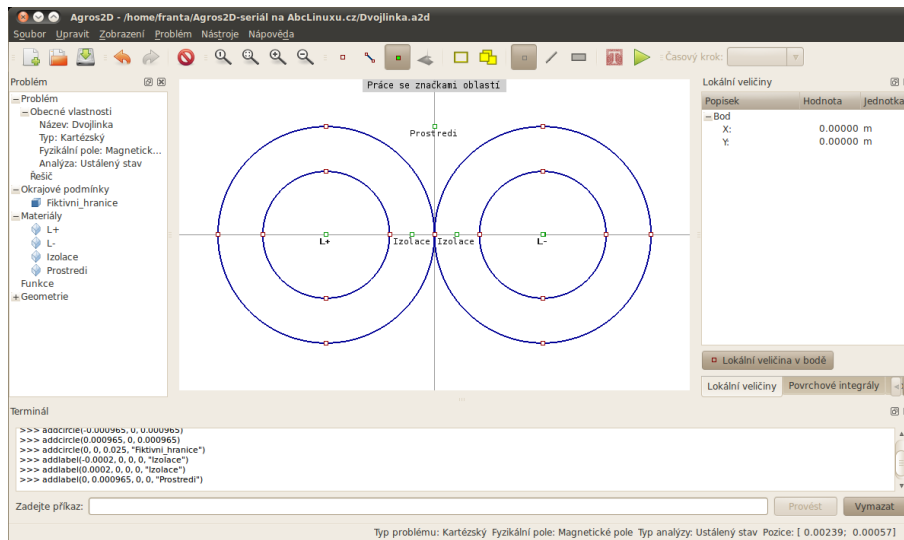 Agros2D - /home/franta/Agros2D-seriál na AbcLinuxu.cz/Dvojlinka.a2d
Soubor Upravit Zobrazení Problém Nástroje Nápověda
Časový krok:
Problém
Problém
Obecné vlastnosti
Název: Dvojlinka
Typ: Kartézský
Fyzikální pole: Magnetick...
Analýza: Ustálený stav
Řešič
Okrajové podmínky
Fiktivni_hranice
Materiály
L+
L-
Izolace
Prostredi
Funkce
Geometrie
Práce se značkami oblastí
Prostredi
L+ Izolace Izolace L-
Lokální veličiny
Popisek Hodnota Jednotka
Bod
X: 0.00000 m
Y: 0.00000 m
Lokální veličina v bodě
Lokální veličiny Povrchové integrály
Terminál
>>> addcircle(-0.000965, 0, 0.000965)
>>> addcircle(0.000965, 0, 0.000965)
>>> addcircle(0, 0, 0.025, "Fiktivni_hranice")
>>> addlabel(-0.0002, 0, 0, 0, "Izolace")
>>> addlabel(0.0002, 0, 0, 0, "Izolace")
>>> addlabel(0, 0.000965, 0, 0, "Prostredi")
Zadejte příkaz: Provést Vymazat
Typ problému: Kartézský Fyzikální pole: Magnetické pole Typ analýzy: Ustálený stav Pozice: [ 0.00239; 0.00057]